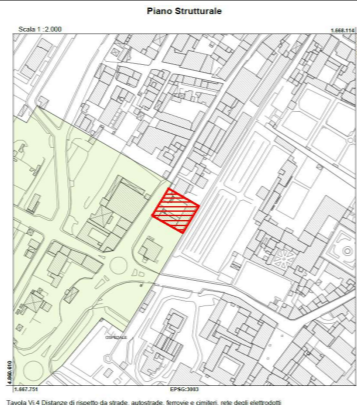 Piano Strutturale
Scala 1 :2.000
1.668.114
4.866.610
1.667.751
EPSG:3003
Tavola Vi.4 Distanze di rispetto da strade, autostrade, ferrovie e cimiteri, rete degli elettrodotti